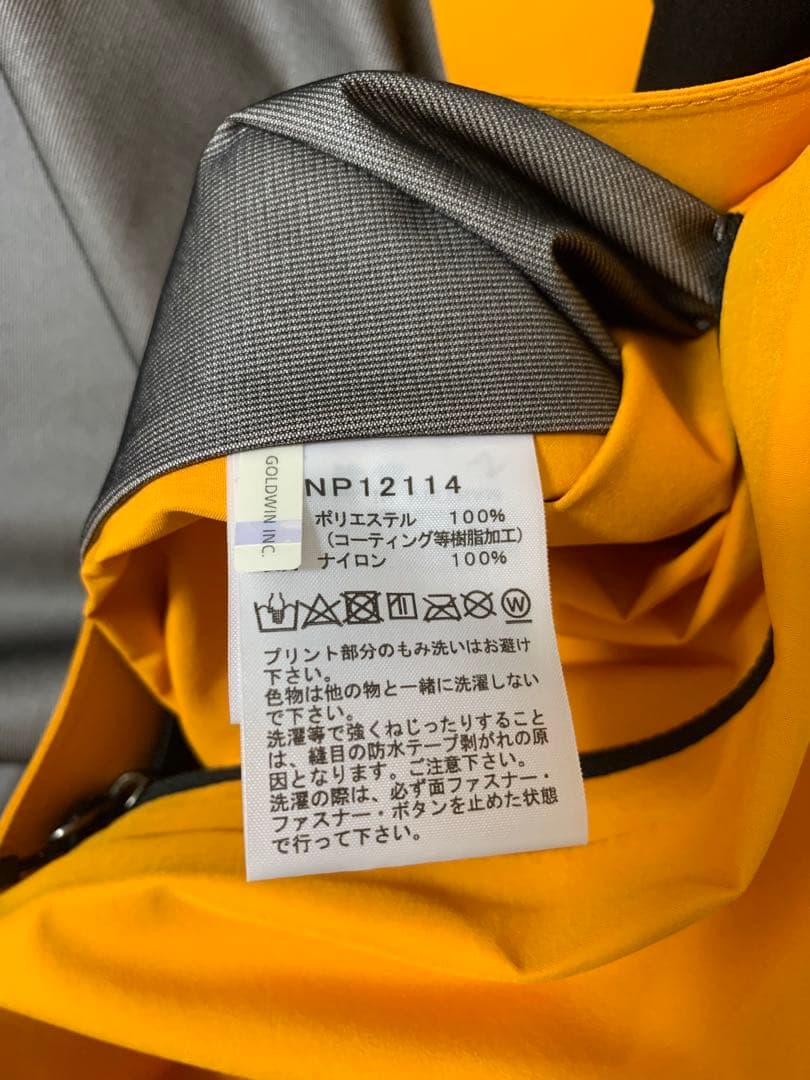 GOLDWIN INC.
NP12114
ポリエステル 100%
(コーティング等樹脂加工)
ナイロン 100%
W
プリント部分のもみ洗いはお避け
下さい。
色物は他の物と一緒に洗濯しない
で下さい。
洗濯等で強くねじったりすること
は、縫目の防水テープ剥がれの原
因となります。ご注意下さい。
洗濯の際は、必ず面ファスナー・
ファスナー・ボタンを止めた状態
で行って下さい。